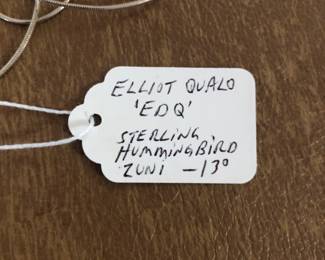 ELLIOT QUALO
'EDQ'
STERLING,
HUMMINGBIRD
ZUNI - 13°